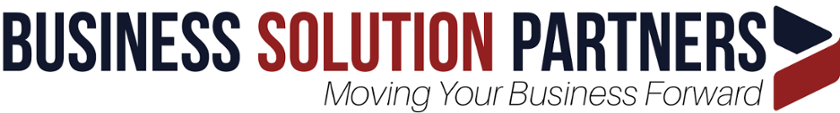 BUSINESS SOLUTION PARTNERS
Moving Your Business Forward